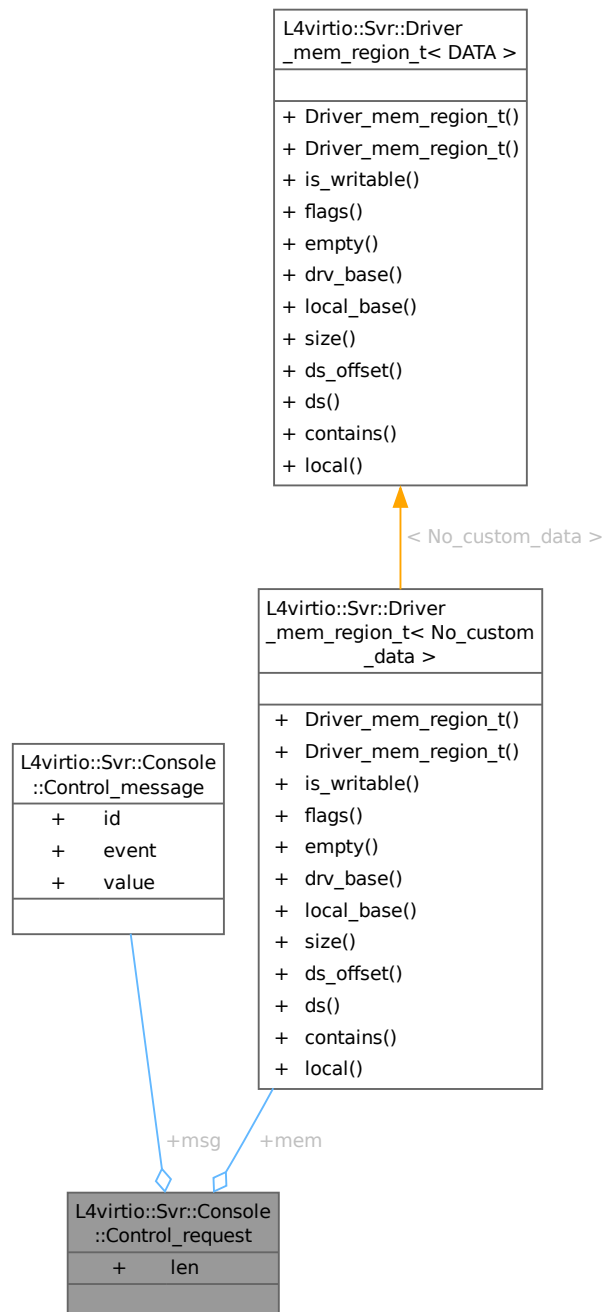 L4virtio::Svr::Driver
_mem_region_t< DATA >
+ Driver_mem_region_t()
+ Driver_mem_region_t()
+ is_writable()
+ flags()
+ empty()
+ drv_base()
+ local_base()
+ size()
+ ds_offset()
+ ds()
+ contains()
+ local()
< No_custom_data >
L4virtio::Svr::Driver
_mem_region_t< No_custom
_data >
+ Driver_mem_region_t()
+ Driver_mem_region_t()
+ is_writable()
+ flags()
+ empty()
+ drv_base()
+ local_base()
+ size()
+ ds_offset()
+ ds()
+ contains()
+ local()
L4virtio::Svr::Console
::Control_message
+ id
+ event
+ value
+msg
+mem
L4virtio::Svr::Console
::Control_request
+ len